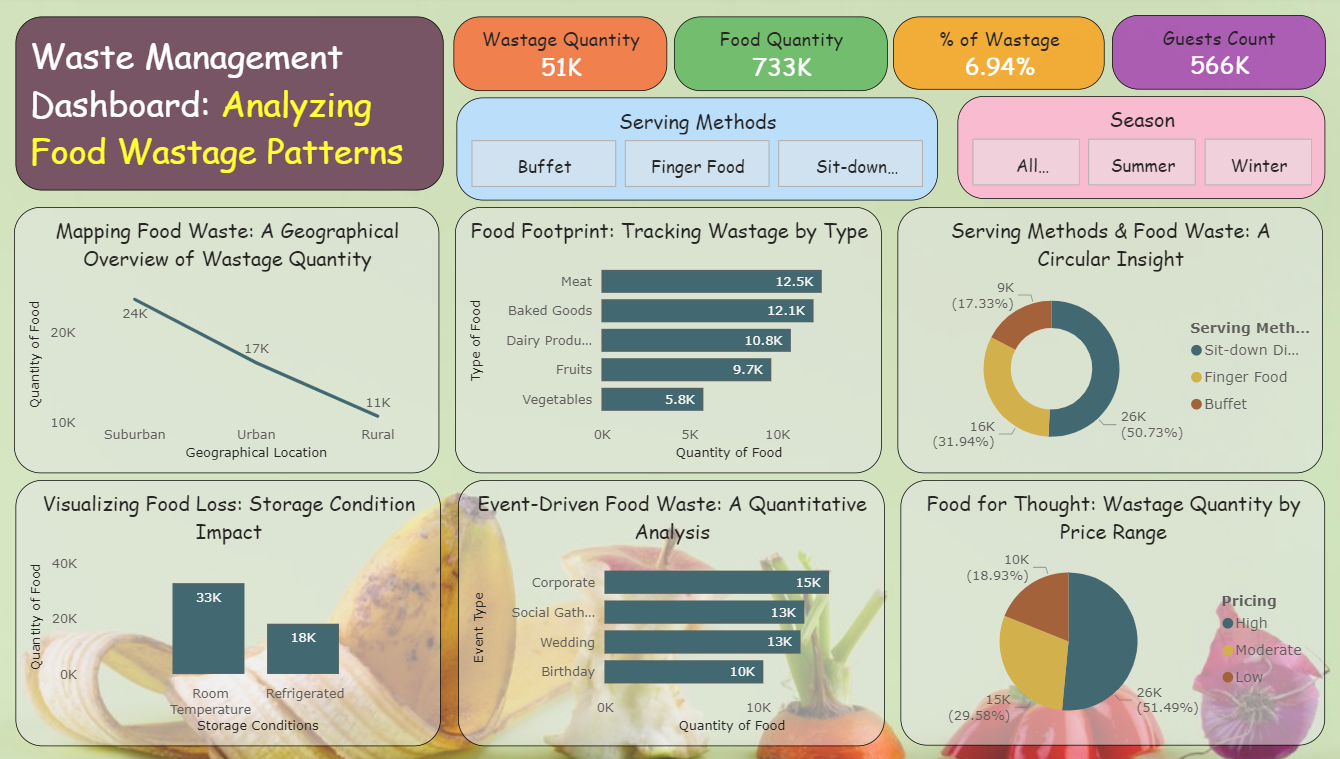 Waste Management
Dashboard: Analyzing
Food Wastage Patterns
Wastage Quantity
51K
Food Quantity
733K
% of Wastage
6.94%
Guests Count
566K
Serving Methods
Buffet
Finger Food
Sit-down...
Season
All...
Summer
Winter
Mapping Food Waste: A Geographical
Overview of Wastage Quantity
Quantity of Food
20K
10K
24K
17K
11K
Suburban
Urban
Rural
Geographical Location
Food Footprint: Tracking Wastage by Type
Type of Food
Meat
12.5K
Baked Goods
12.1K
Dairy Produ...
10.8K
Fruits
9.7K
Vegetables
5.8K
0K
5K
10K
Quantity of Food
Serving Methods & Food Waste: A
Circular Insight
9K
(17.33%)
16K
(31.94%)
26K
(50.73%)
Serving Meth...
Sit-down Di...
Finger Food
Buffet
Visualizing Food Loss: Storage Condition
Impact
Quantity of Food
40K
20K
0K
33K
18K
Room
Temperature
Refrigerated
Storage Conditions
Event-Driven Food Waste: A Quantitative
Analysis
Event Type
Corporate
15K
Social Gath...
13K
Wedding
13K
Birthday
10K
0K
10K
Quantity of Food
Food for Thought: Wastage Quantity by
Price Range
10K
(18.93%)
15K
(29.58%)
26K
(51.49%)
Pricing
High
Moderate
Low